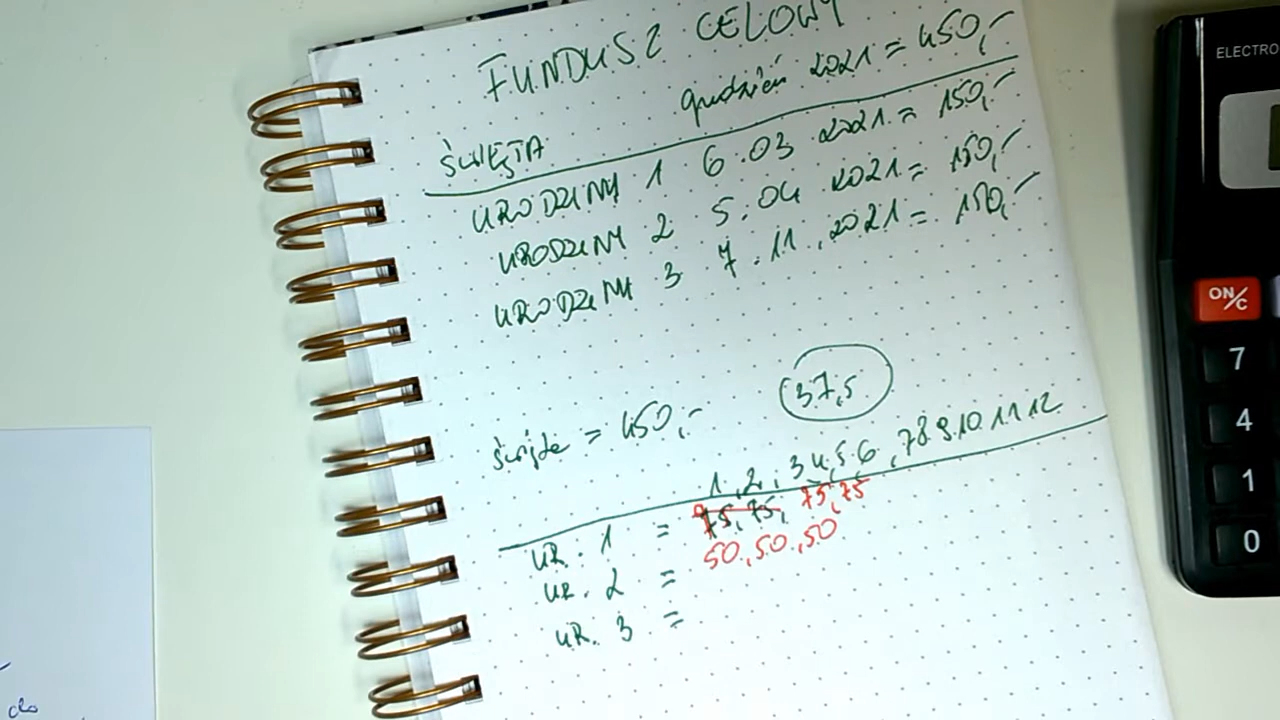 FUNDUSZ CELOWY
ŚWIĘTA grudzień 2021 = 450,-
URODZINY 1 6.03 2021 = 150,-
URODZINY 2 5.04 2021 = 150,-
URODZINY 3 7.11.2021 = 150,-
37,5
święta = 450,-
1,2,3 4,5,6,7 8 9.10 11 12
UR. 1 = 75,75, 75,75
UR. 2 = 50,50,50
UR. 3 =
ELECTRO
ON/C
7
4
1
0
do